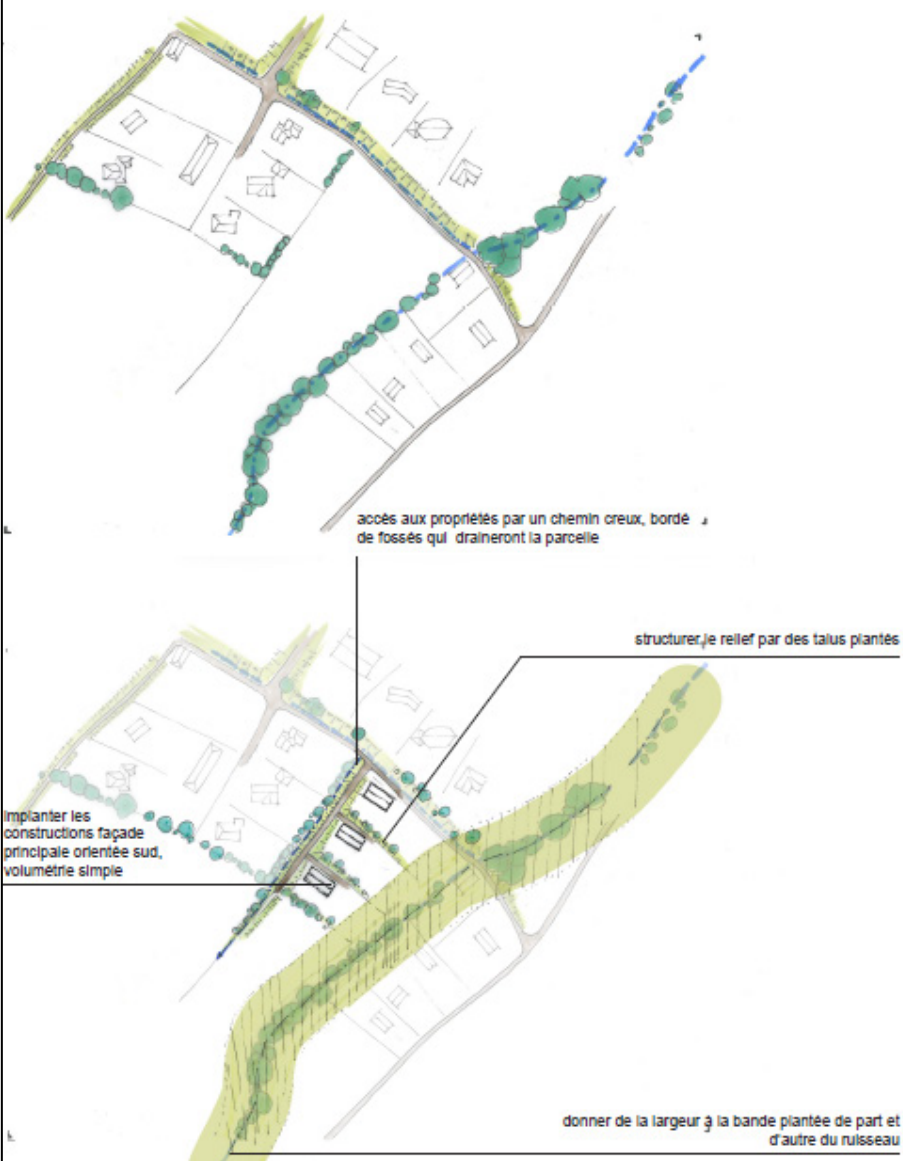 accès aux propriétés par un chemin creux, bordé
de fossés qui draineront la parcelle
structurer le relief par des talus plantés
implanter les
constructions façade
principale orientée sud,
volumétrie simple
donner de la largeur à la bande plantée de part et
d'autre du ruisseau